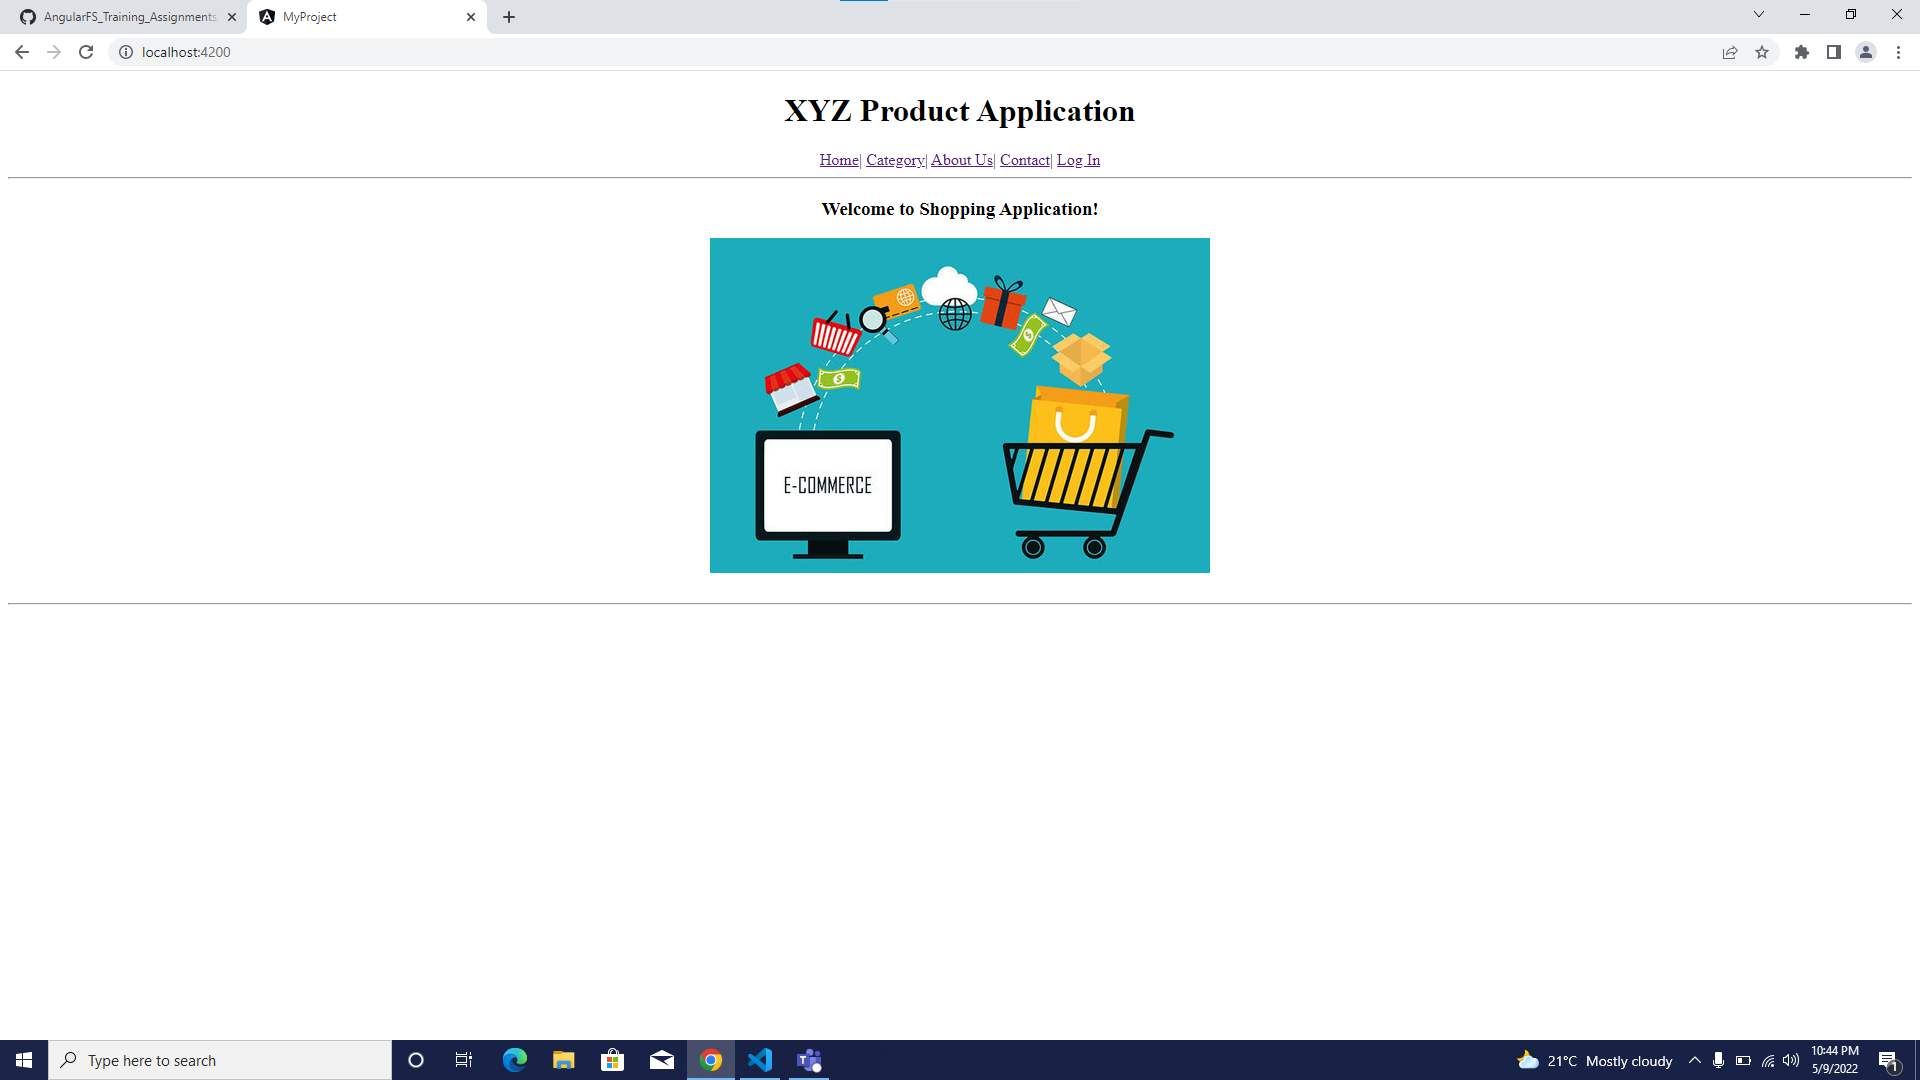 AngularFS_Training_Assignments
MyProject
localhost:4200
XYZ Product Application
Home| Category| About Us| Contact| Log In
Welcome to Shopping Application!
E-COMMERCE
Type here to search
21°C Mostly cloudy
10:44 PM
5/9/2022
1